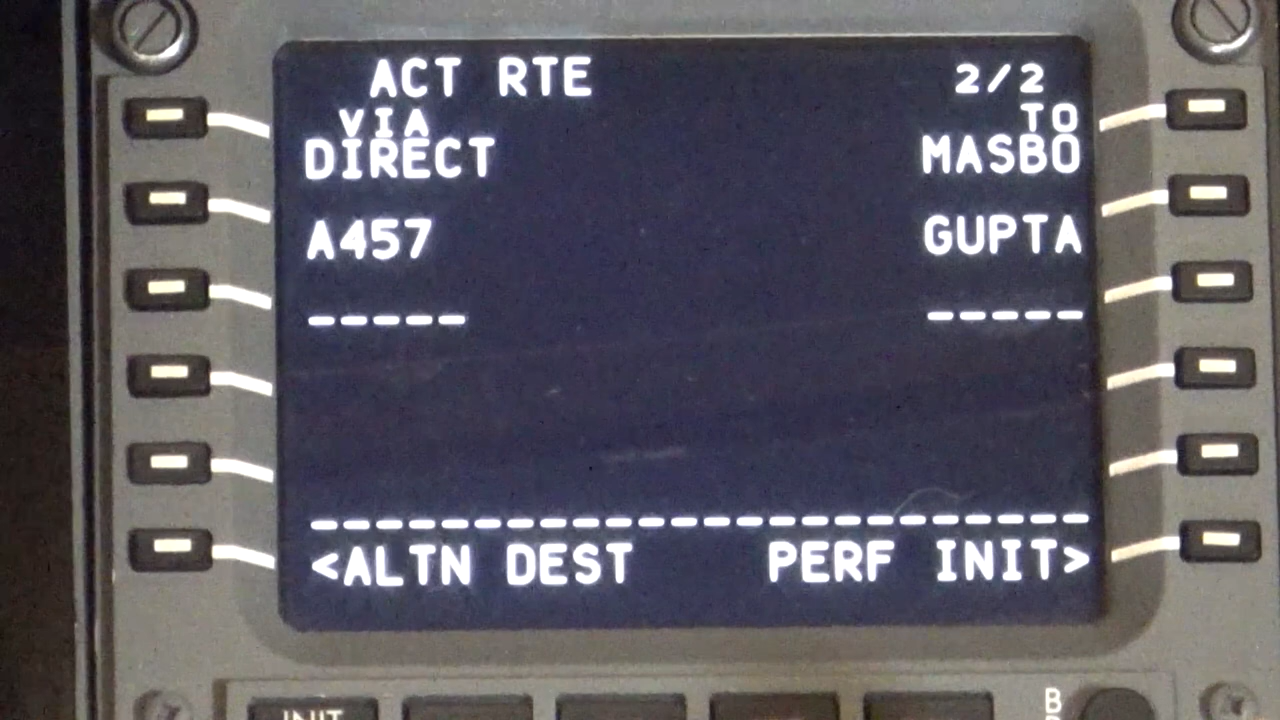 ACT RTE 2/2
VIA TO
DIRECT MASBO
A457 GUPTA
----- -----
------------------------
<ALTN DEST PERF INIT>
INIT
B